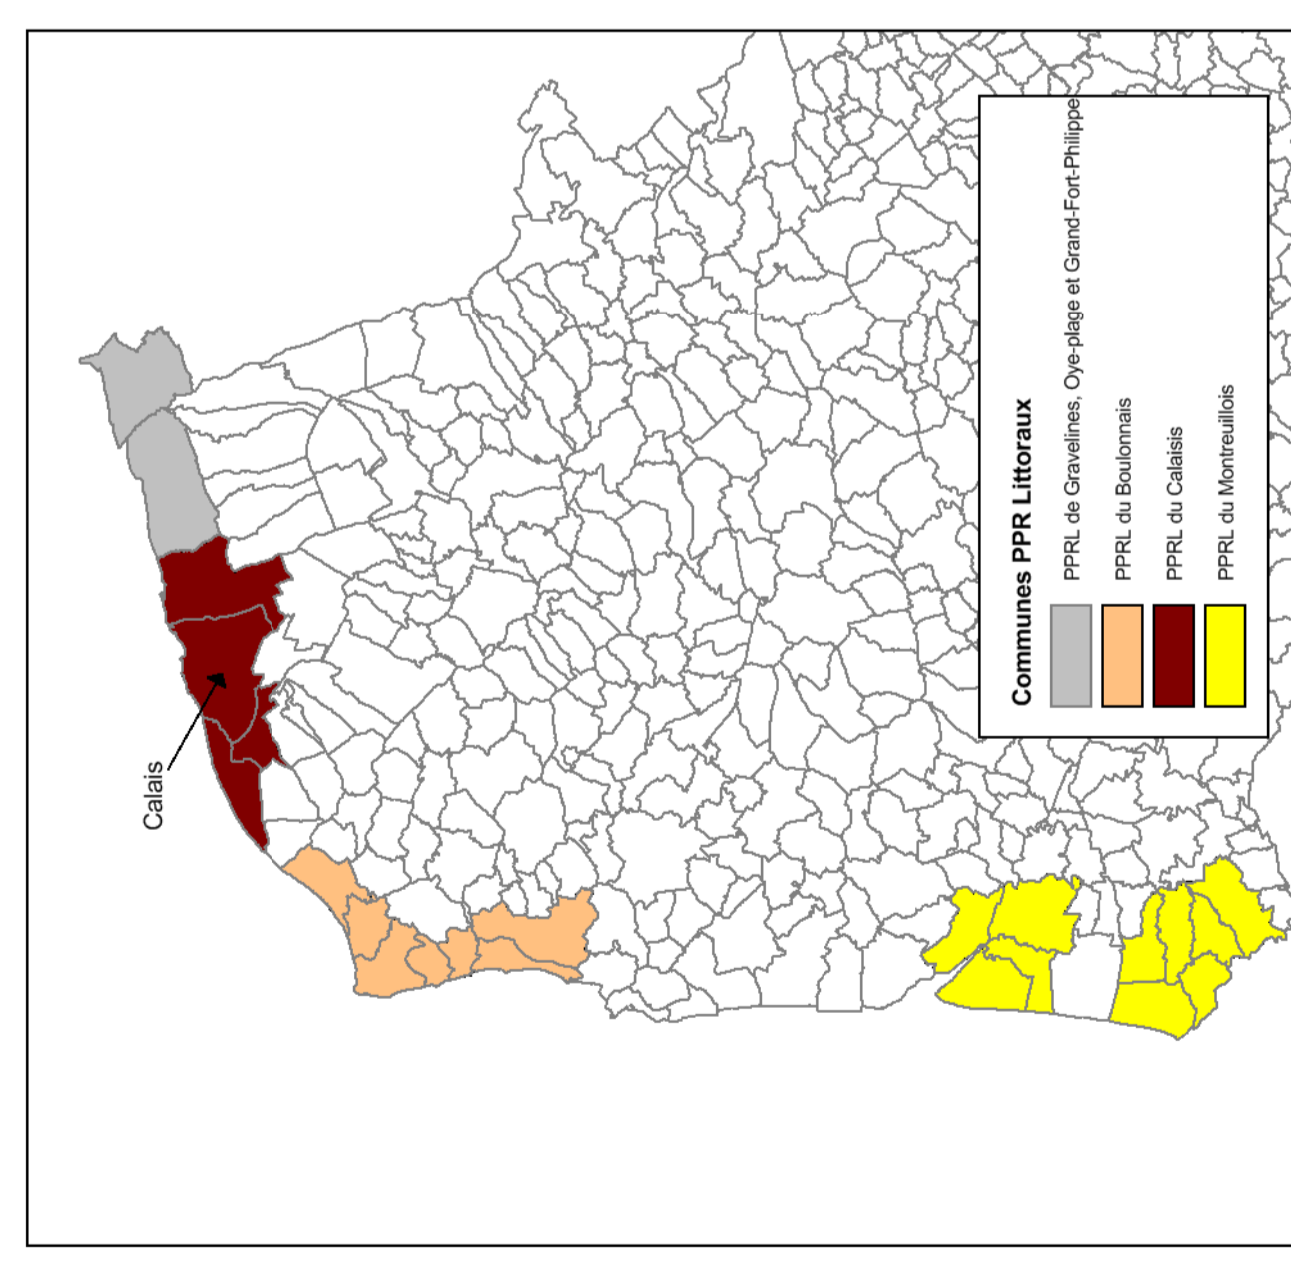 Calais
Communes PPR Littoraux
PPRL de Gravelines, Oye-plage et Grand-Fort-Philippe
PPRL du Boulonnais
PPRL du Calaisis
PPRL du Montreuillois